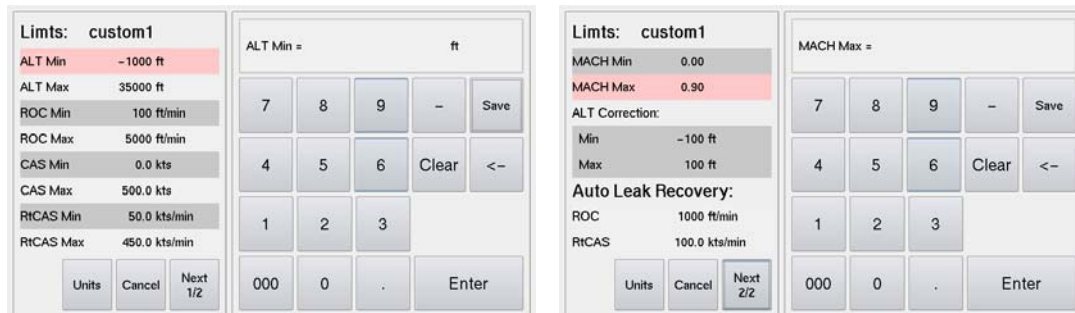 Limts: custom1
ALT Min -1000 ft
ALT Max 35000 ft
ROC Min 100 ft/min
ROC Max 5000 ft/min
CAS Min 0.0 kts
CAS Max 500.0 kts
RtCAS Min 50.0 kts/min
RtCAS Max 450.0 kts/min
Units Cancel Next 1/2
ALT Min = ft
7 8 9 - Save
4 5 6 Clear <-
1 2 3
000 0 . Enter
Limts: custom1
MACH Min 0.00
MACH Max 0.90
ALT Correction:
Min -100 ft
Max 100 ft
Auto Leak Recovery:
ROC 1000 ft/min
RtCAS 100.0 kts/min
Units Cancel Next 2/2
MACH Max =
7 8 9 - Save
4 5 6 Clear <-
1 2 3
000 0 . Enter